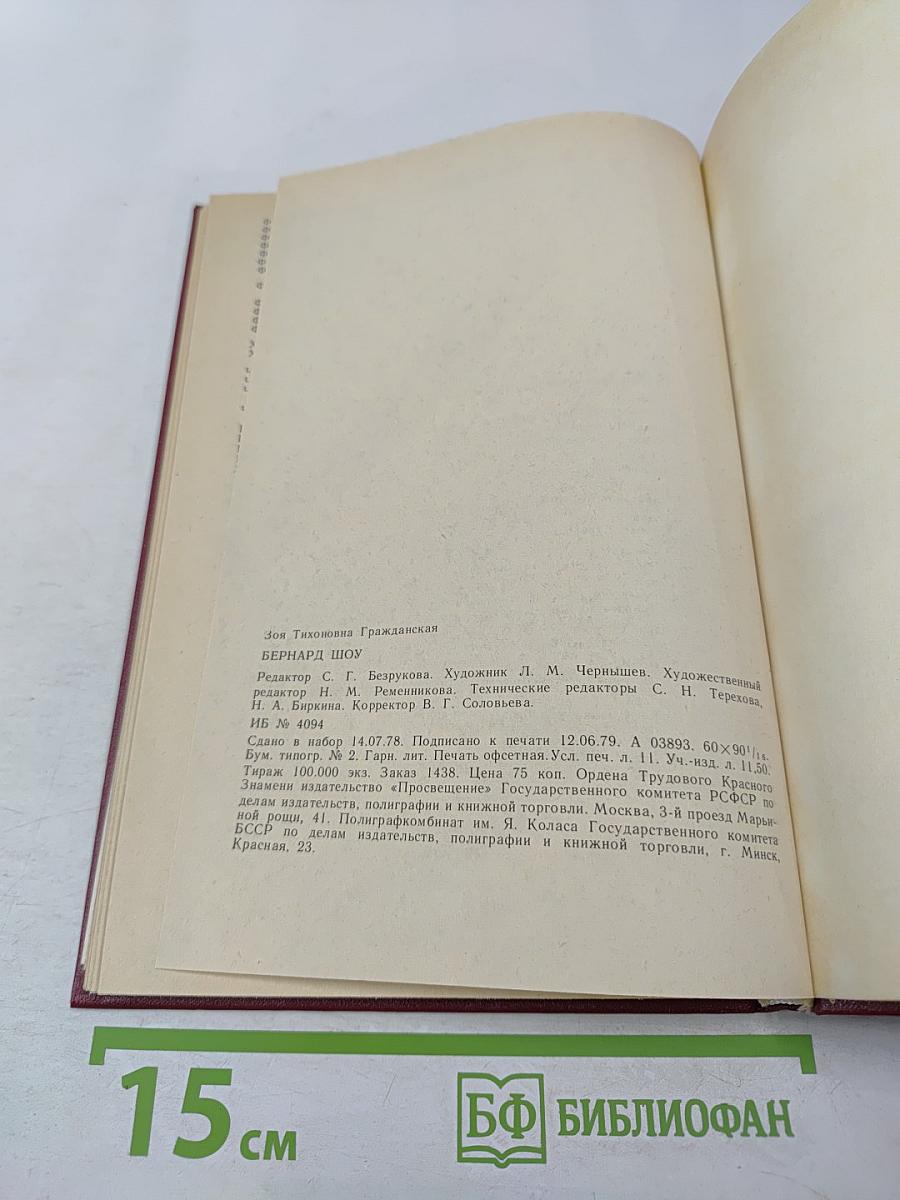 Зоя Тихоновна Гражданская
БЕРНАРД ШОУ
Редактор С. Г. Безрукова. Художник Л. М. Чернышев. Художественный
редактор Н. М. Ременникова. Технические редакторы С. Н. Терехова,
Н. А. Биркина. Корректор В. Г. Соловьева.
ИБ № 4094
Сдано в набор 14.07.78. Подписано к печати 12.06.79. А 03893. 60×90¹/₁₆.
Бум. типогр. № 2. Гарн. лит. Печать офсетная. Усл. печ. л. 11. Уч.-изд. л. 11,50.
Тираж 100.000 экз. Заказ 1438. Цена 75 коп. Ордена Трудового Красного
Знамени издательство «Просвещение» Государственного комитета РСФСР по
делам издательств, полиграфии и книжной торговли. Москва, 3-й проезд Марьи-
ной рощи, 41. Полиграфкомбинат им. Я. Коласа Государственного комитета
БССР по делам издательств, полиграфии и книжной торговли, г. Минск,
Красная, 23.
15 см
БФ БИБЛИОФАН